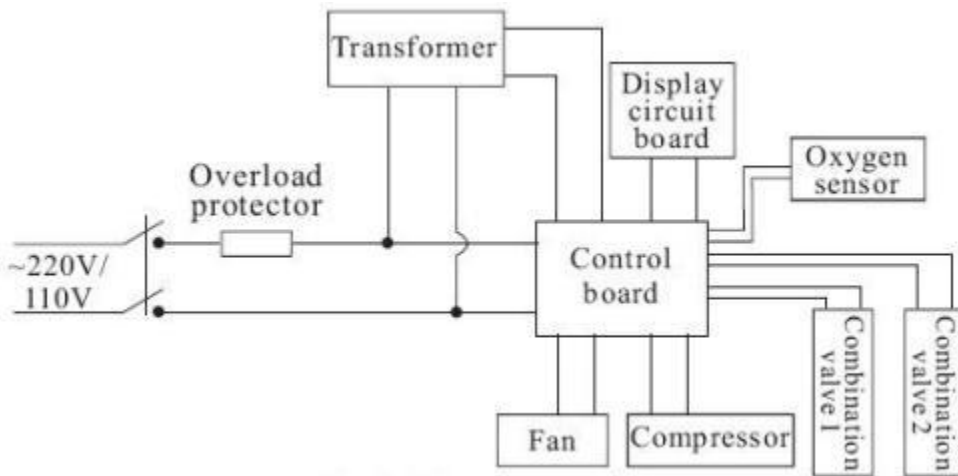 Transformer
Display
circuit
board
Oxygen
sensor
Overload
protector
~220V/
110V
Control
board
Combination
valve 1
Combination
valve 2
Fan
Compressor